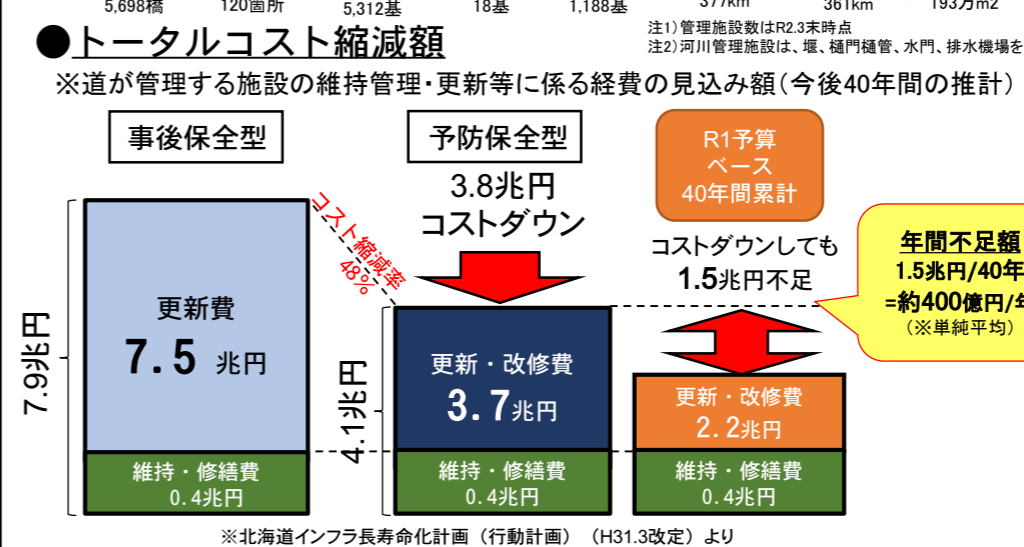 5,698橋 120箇所 5,312基 18基 1,188基 377km 361km 193万m2
注1)管理施設数はR2.3末時点
注2)河川管理施設は、堰、樋門樋管、水門、排水機場を
●トータルコスト縮減額
※道が管理する施設の維持管理・更新等に係る経費の見込み額(今後40年間の推計)
事後保全型
7.9兆円
更新費
7.5 兆円
維持・修繕費
0.4兆円
コスト縮減率
48%
予防保全型
3.8兆円
コストダウン
4.1兆円
更新・改修費
3.7兆円
維持・修繕費
0.4兆円
R1予算
ベース
40年間累計
コストダウンしても
1.5兆円不足
更新・改修費
2.2兆円
維持・修繕費
0.4兆円
年間不足額
1.5兆円/40年
=約400億円/年
(※単純平均)
※北海道インフラ長寿命化計画(行動計画) (H31.3改定)より